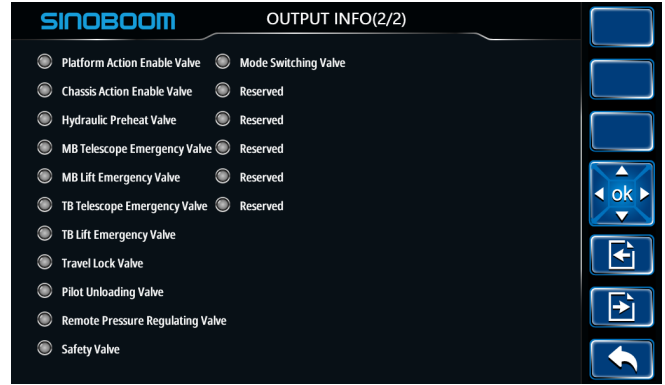 SINOBOOM
OUTPUT INFO(2/2)
Platform Action Enable Valve
Mode Switching Valve
Chassis Action Enable Valve
Reserved
Hydraulic Preheat Valve
Reserved
MB Telescope Emergency Valve
Reserved
MB Lift Emergency Valve
Reserved
TB Telescope Emergency Valve
Reserved
TB Lift Emergency Valve
Travel Lock Valve
Pilot Unloading Valve
Remote Pressure Regulating Valve
Safety Valve
ok